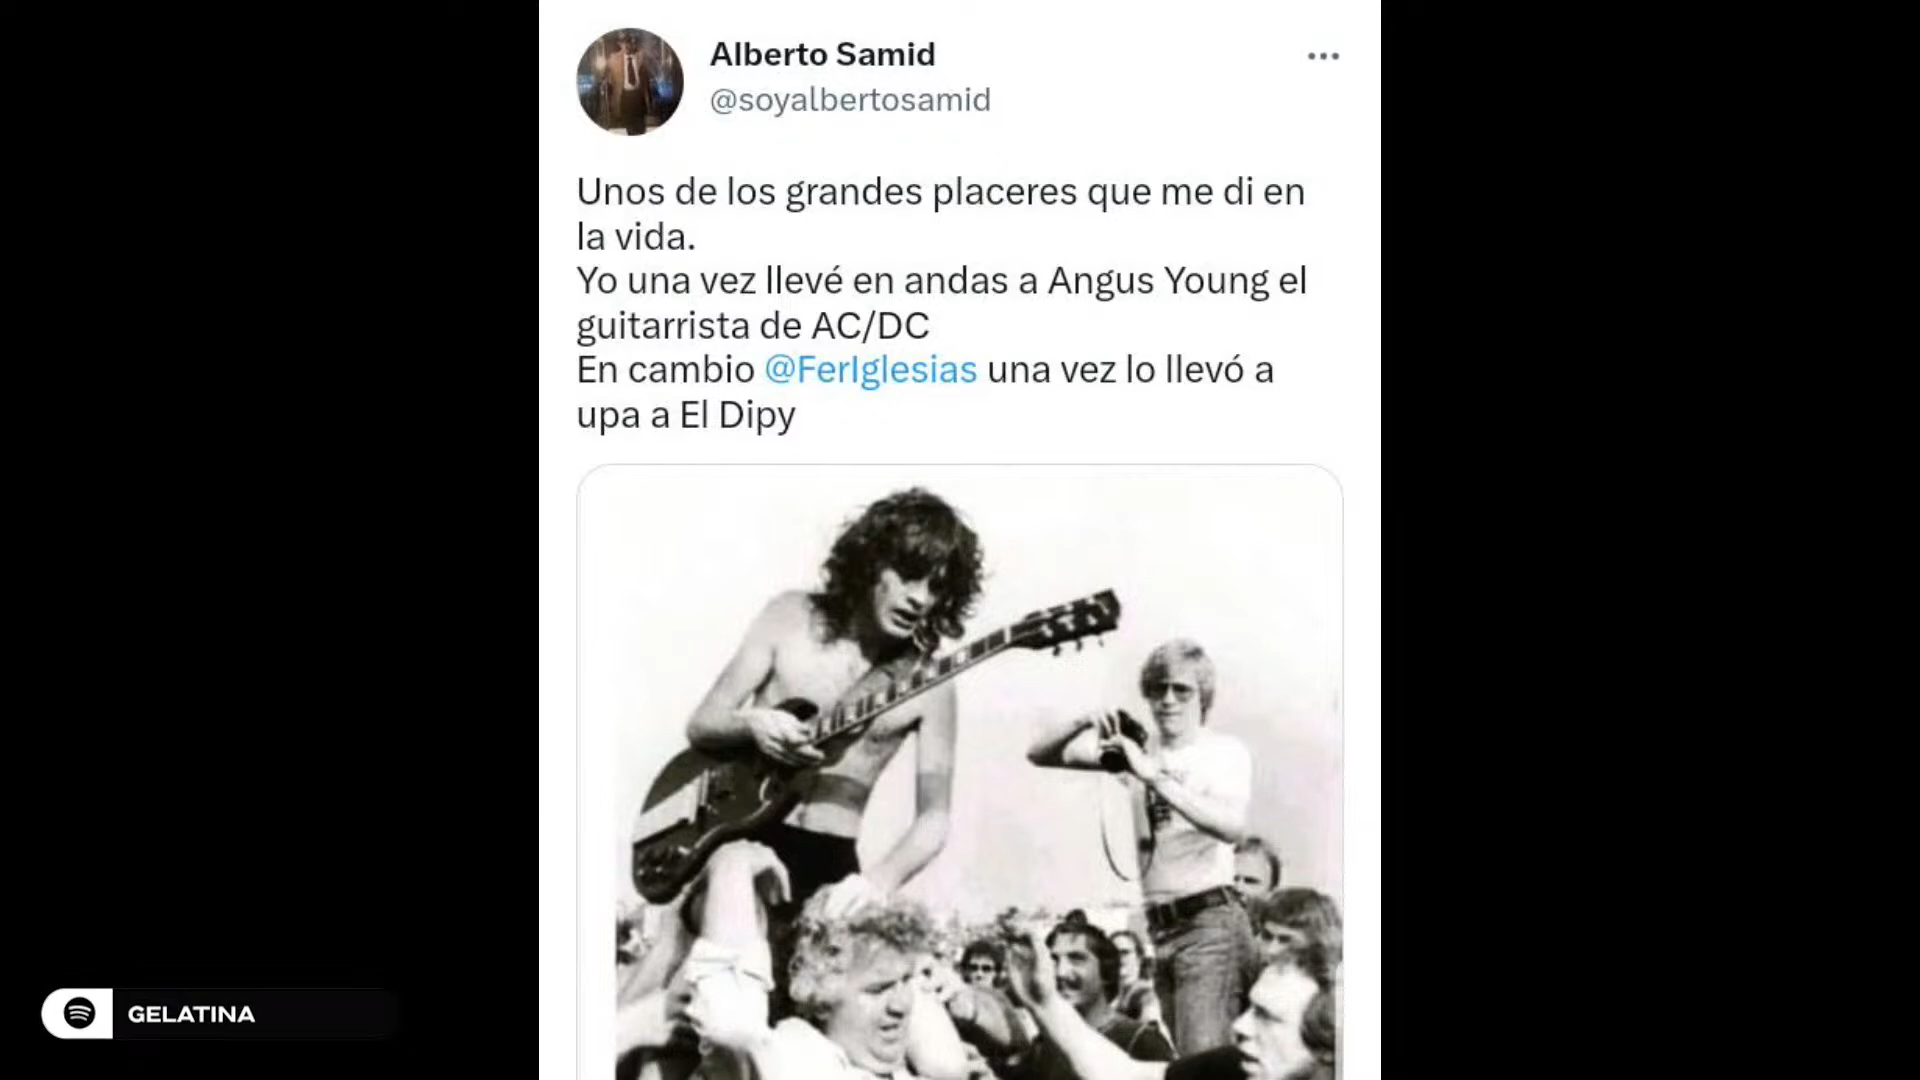 Alberto Samid
@soyalbertosamid
Unos de los grandes placeres que me di en
la vida.
Yo una vez llevé en andas a Angus Young el
guitarrista de AC/DC
En cambio @FerIglesias una vez lo llevó a
upa a El Dipy
GELATINA